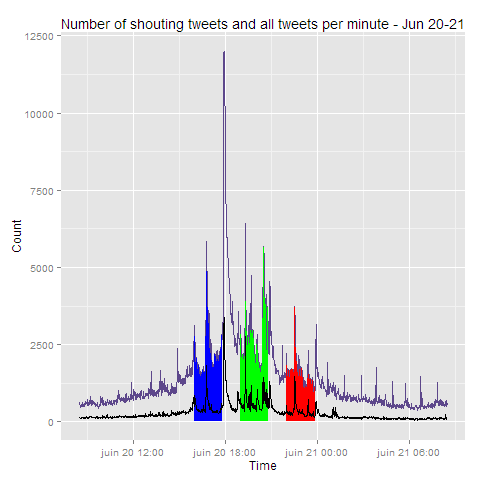 Number of shouting tweets and all tweets per minute - Jun 20-21
12500
10000
7500
5000
2500
0
Count
juin 20 12:00
juin 20 18:00
juin 21 00:00
juin 21 06:00
Time